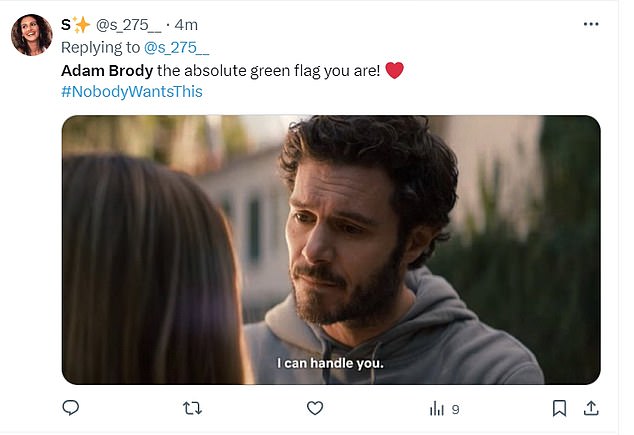 S✨ @s_275__ · 4m
Replying to @s_275__
Adam Brody the absolute green flag you are! ❤️
#NobodyWantsThis
I can handle you.
9